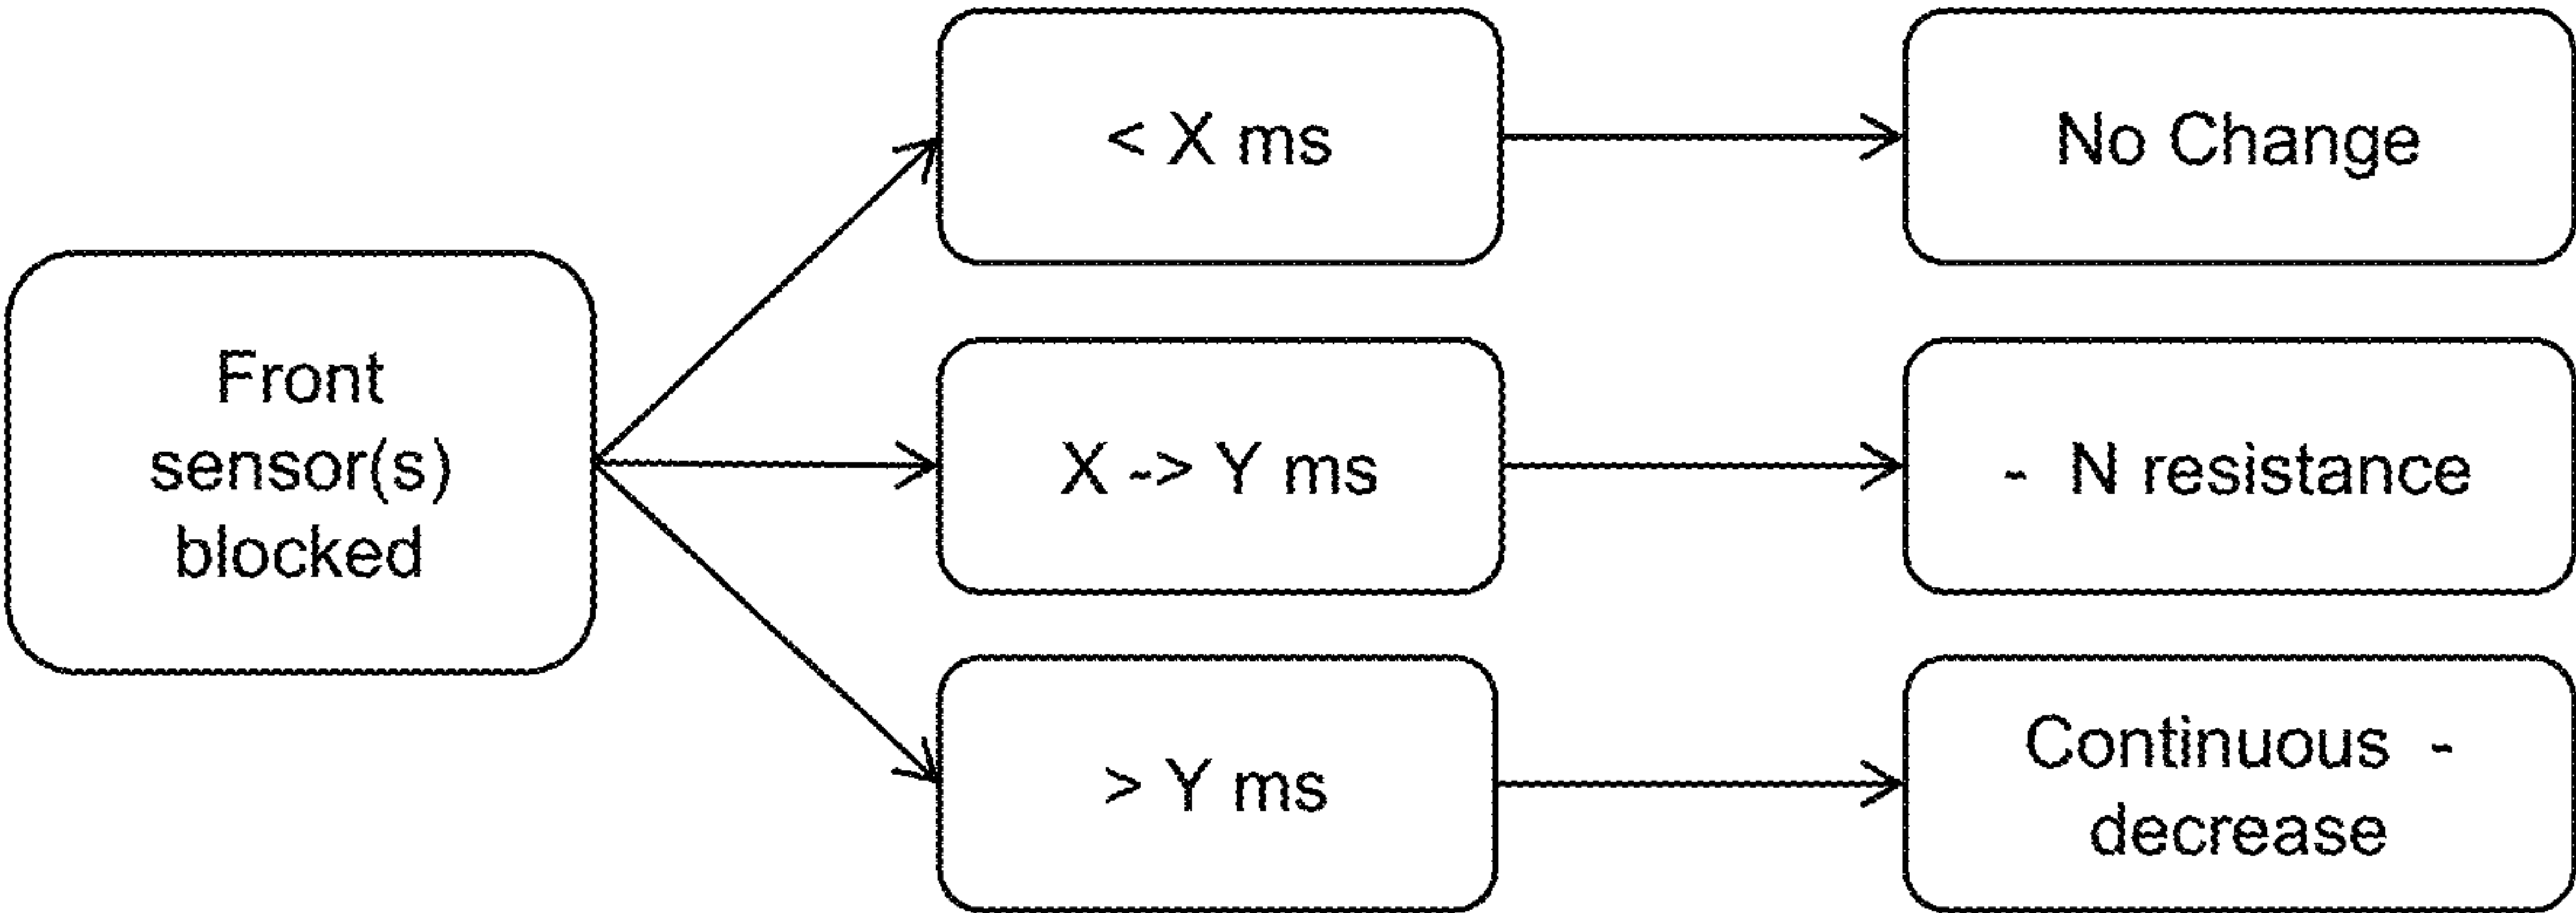 Front
sensor(s)
blocked
< X ms
No Change
X -> Y ms
- N resistance
> Y ms
Continuous -
decrease